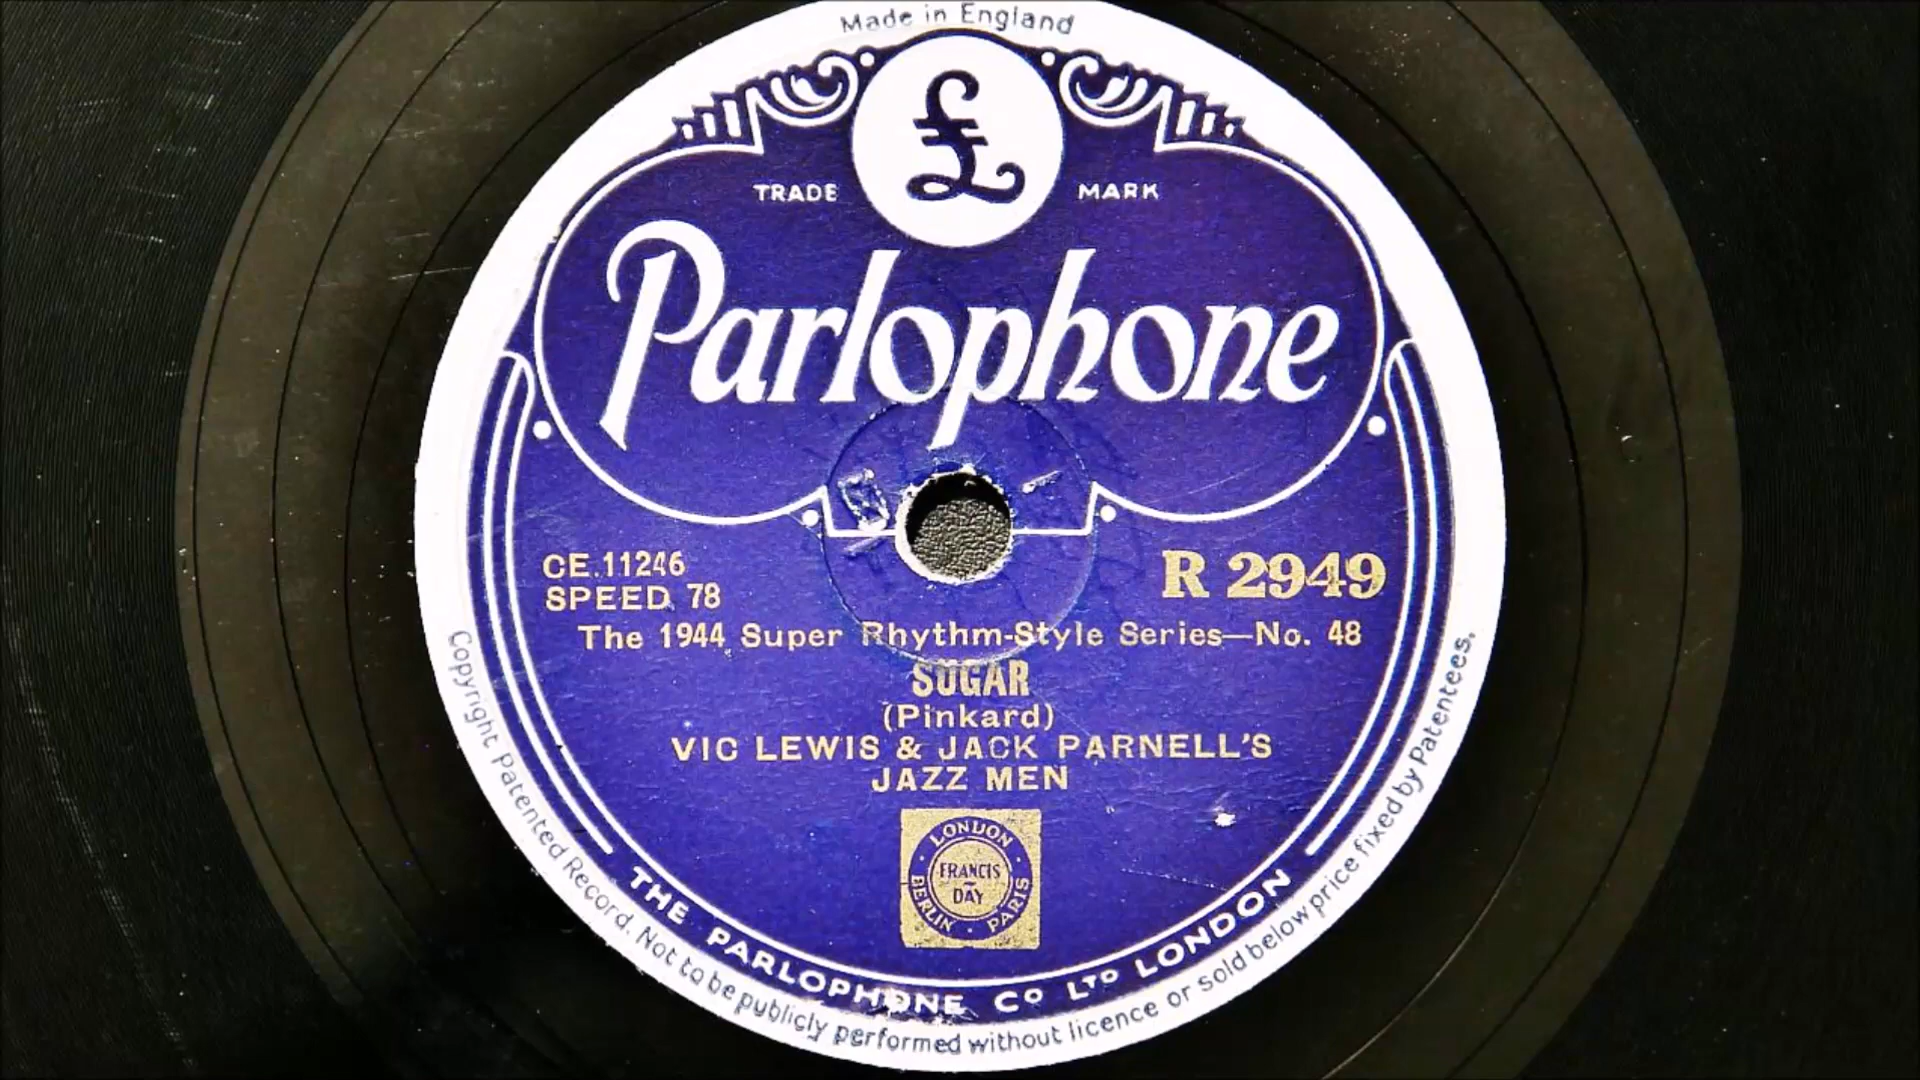 Made in England
£
TRADE MARK
Parlophone
CE.11246
SPEED 78
R 2949
The 1944 Super Rhythm-Style Series—No. 48
SUGAR
(Pinkard)
VIC LEWIS & JACK PARNELL'S
JAZZ MEN
LONDON
FRANCIS
DAY
BERLIN · PARIS
THE PARLOPHONE Cº Lᵀᴰ LONDON
Copyright Patented Record. Not to be publicly performed without licence or sold below price fixed by Patentees.